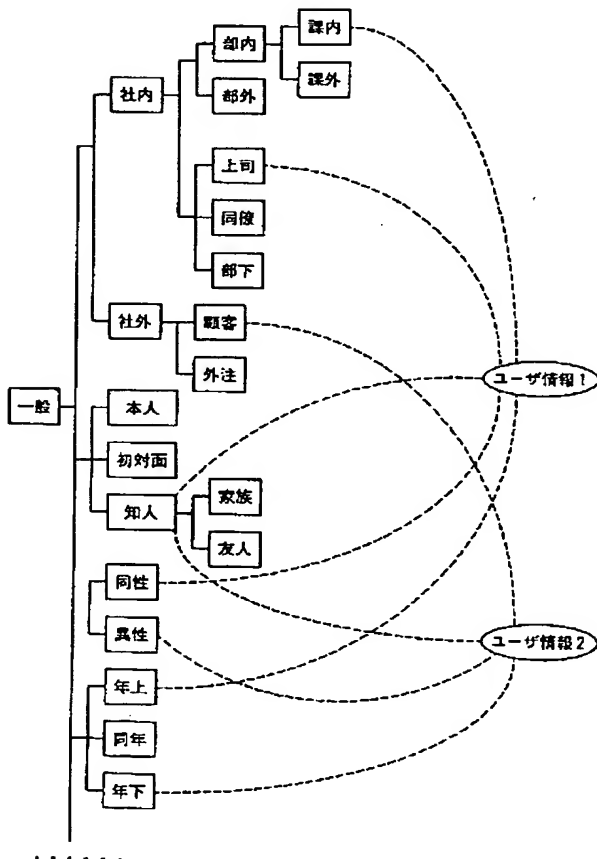 課内
部内
課外
社内
部外
上司
同僚
部下
社外
顧客
外注
ユーザ情報1
一般
本人
初対面
知人
家族
友人
同性
異性
ユーザ情報2
年上
同年
年下